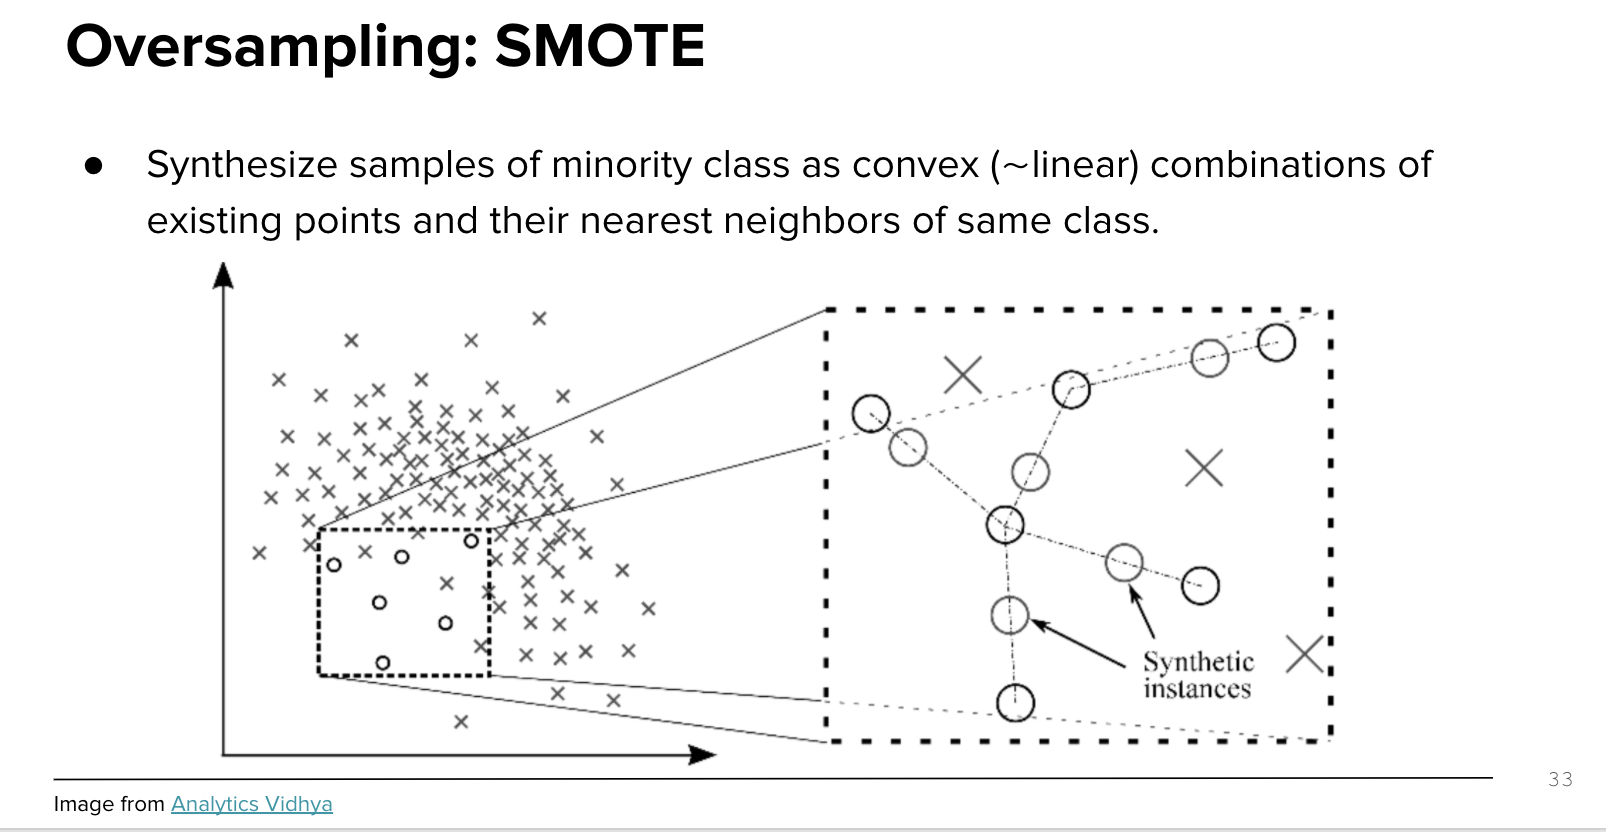 Oversampling: SMOTE
● Synthesize samples of minority class as convex (~linear) combinations of
existing points and their nearest neighbors of same class.
Synthetic
instances
33
Image from Analytics Vidhya